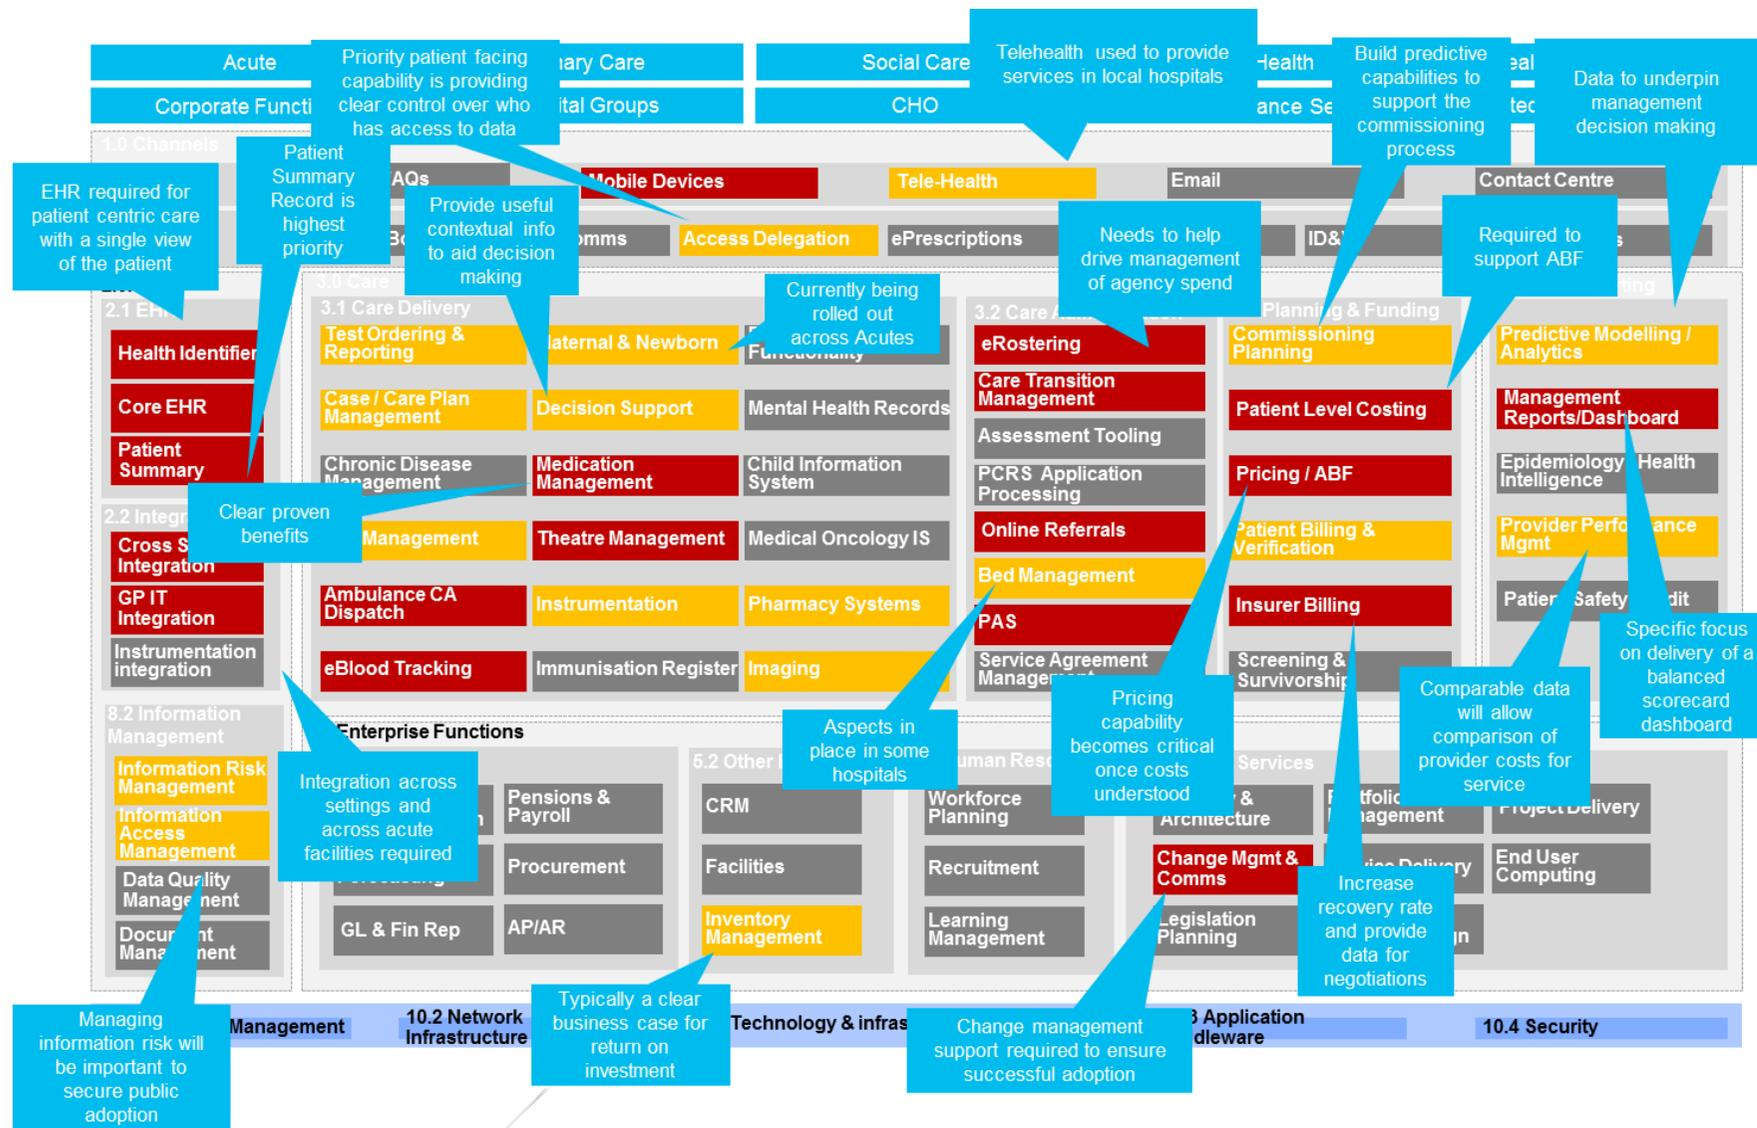 Acute
Priority patient facing
capability is providing
clear control over who
has access to data
Care
Social Care
Telehealth used to provide
services in local hospitals
Health
Build predictive
capabilities to
support the
commissioning
process
Data to underpin
management
decision making
Corporate
Groups
CHO
1.0 Channels
Patient
Summary
Record is
highest
priority
EHR required for
patient centric care
with a single view
of the patient
Mobile Devices
Tele-Health
Email
Contact Centre
Provide useful
contextual info
to aid decision
making
Access Delegation
ePrescriptions
Needs to help
drive management
of agency spend
Required to
support ABF
2.1
Health Identifier
Core EHR
Patient
Summary
2.2
Cross
Integration
GP IT
Integration
Instrumentation
integration
3.0 Care
3.1 Care Delivery
Currently being
rolled out
across Acutes
Test Ordering &
Reporting
Maternal & Newborn
Functionality
Case / Care Plan
Management
Decision Support
Mental Health Records
Chronic Disease
Management
Medication
Management
Child Information
System
Clear proven
benefits
Management
Theatre Management
Medical Oncology IS
Ambulance CA
Dispatch
Instrumentation
Pharmacy Systems
eBlood Tracking
Immunisation Register
Imaging
3.2 Care
eRostering
Care Transition
Management
Assessment Tooling
PCRS Application
Processing
Online Referrals
Bed Management
PAS
Service Agreement
Management
Planning & Funding
Commissioning
Planning
Patient Level Costing
Pricing / ABF
Patient Billing &
Verification
Insurer Billing
Screening &
Survivorship
Predictive Modelling /
Analytics
Management
Reports/Dashboard
Epidemiology Health
Intelligence
Provider Performance
Mgmt
Patient Safety
Specific focus
on delivery of a
balanced
scorecard
dashboard
Comparable data
will allow
comparison of
provider costs for
service
Pricing
capability
becomes critical
once costs
understood
Aspects in
place in some
hospitals
8.2 Information
Management
Information Risk
Management
Information
Access
Management
Data Quality
Management
Document
Management
Integration across
settings and
across acute
facilities required
Enterprise Functions
Pensions &
Payroll
Procurement
GL & Fin Rep
AP/AR
5.2 Other
CRM
Facilities
Inventory
Management
Workforce
Planning
Recruitment
Learning
Management
Services
&
Architecture
Portfolio
Management
Project Delivery
Change Mgmt &
Comms
Delivery
End User
Computing
Legislation
Planning
Increase
recovery rate
and provide
data for
negotiations
Managing
information risk will
be important to
secure public
adoption
Management
10.2 Network
Infrastructure
Typically a clear
business case for
return on
investment
Technology &
Change management
support required to ensure
successful adoption
Application
10.4 Security